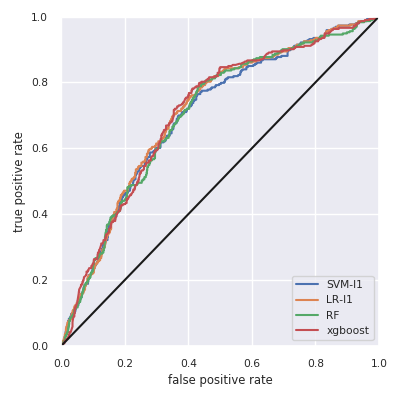 1.0
0.8
0.6
0.4
0.2
0.0
true positive rate
SVM-l1
LR-l1
RF
xgboost
0.0 0.2 0.4 0.6 0.8 1.0
false positive rate